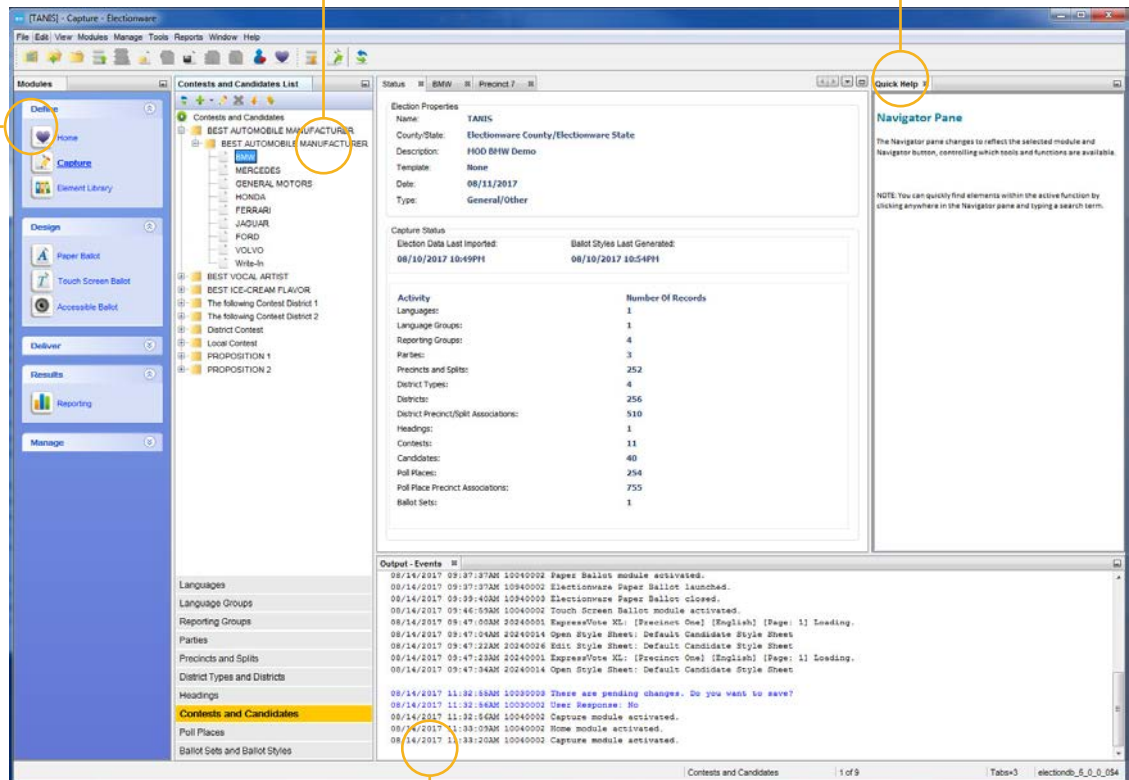 [TANIS] - Capture - Electionware
File Edit View Modules Manage Tools Reports Window Help
Modules
Define
Home
Capture
Element Library
Design
Paper Ballot
Touch Screen Ballot
Accessible Ballot
Deliver
Results
Reporting
Manage
Contests and Candidates List
Contests and Candidates
BEST AUTOMOBILE MANUFACTURER
BEST AUTOMOBILE MANUFACTURER
BMW
MERCEDES
GENERAL MOTORS
HONDA
FERRARI
JAGUAR
FORD
VOLVO
Write-In
BEST VOCAL ARTIST
BEST ICE-CREAM FLAVOR
The following Contest District 1
The following Contest District 2
District Contest
Local Contest
PROPOSITION 1
PROPOSITION 2
Languages
Language Groups
Reporting Groups
Parties
Precincts and Splits
District Types and Districts
Headings
Contests and Candidates
Poll Places
Ballot Sets and Ballot Styles
Status BMW Precinct 7
Election Properties
Name: TANIS
County/State: Electionware County/Electionware State
Description: MOD BMW Demo
Template: None
Date: 08/11/2017
Type: General/Other
Capture Status
Election Data Last Imported: Ballot Styles Last Generated:
08/10/2017 10:49PM 08/10/2017 10:54PM
Activity Number Of Records
Languages: 1
Language Groups: 1
Reporting Groups: 4
Parties: 3
Precincts and Splits: 252
District Types: 4
Districts: 256
District Precinct/Split Associations: 510
Headings: 1
Contests: 11
Candidates: 40
Poll Places: 254
Poll Place Precinct Associations: 755
Ballot Sets: 1
Quick Help
Navigator Pane
The Navigator pane changes to reflect the selected module and
Navigator button, controlling which tools and functions are available.
NOTE: You can quickly find elements within the active function by
clicking anywhere in the Navigator pane and typing a search term.
Output - Events
08/14/2017 09:37:37AM 10040002 Paper Ballot module activated.
08/14/2017 09:37:37AM 10940002 Electionware Paper Ballot launched.
08/14/2017 09:39:40AM 10940003 Electionware Paper Ballot closed.
08/14/2017 09:46:59AM 10040002 Touch Screen Ballot module activated.
08/14/2017 09:47:00AM 20240001 ExpressVote XL: [Precinct One] [English] [Page: 1] Loading.
08/14/2017 09:47:04AM 20240014 Open Style Sheet: Default Candidate Style Sheet
08/14/2017 09:47:22AM 20240026 Edit Style Sheet: Default Candidate Style Sheet
08/14/2017 09:47:23AM 20240001 ExpressVote XL: [Precinct One] [English] [Page: 1] Loading.
08/14/2017 09:47:34AM 20240014 Open Style Sheet: Default Candidate Style Sheet
08/14/2017 11:32:55AM 10030003 There are pending changes. Do you want to save?
08/14/2017 11:32:56AM 10030002 User Response: No
08/14/2017 11:32:56AM 10040002 Capture module activated.
08/14/2017 11:33:09AM 10040002 Home module activated.
08/14/2017 11:33:20AM 10040002 Capture module activated.
Contests and Candidates 1 of 9 Tabs=3 electiondb_5_0_0_0$4